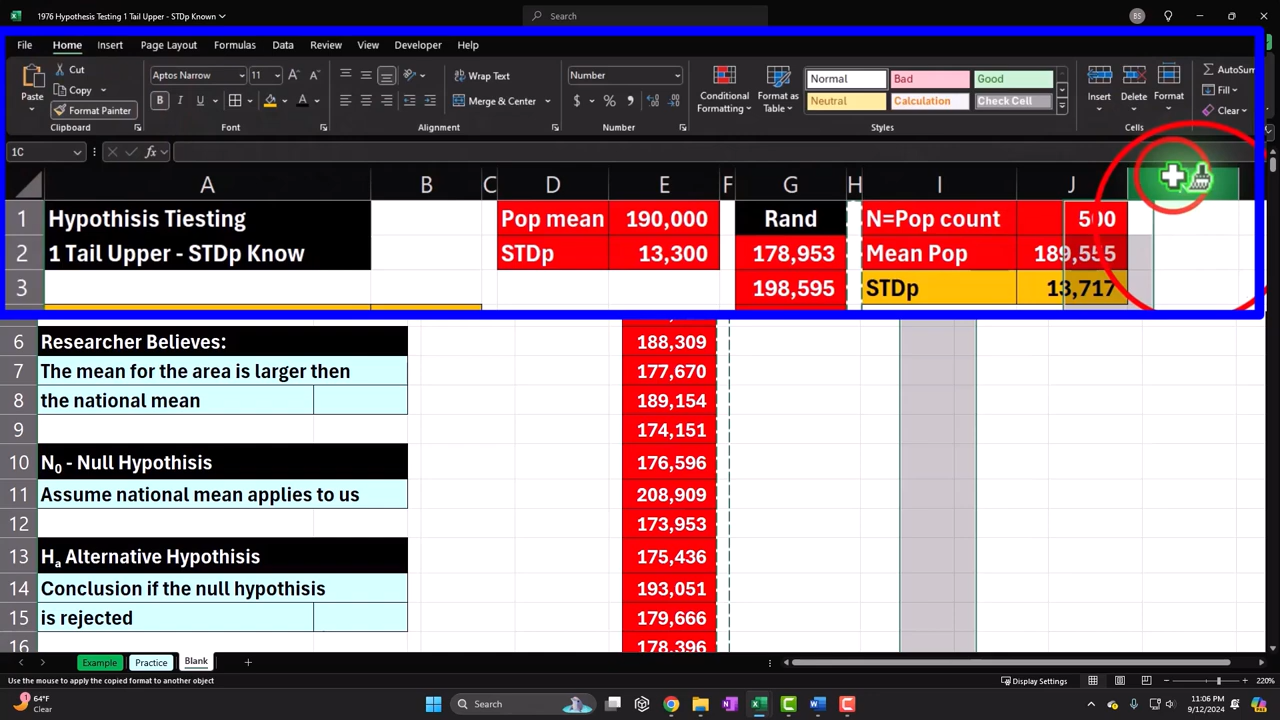 1976 Hypothesis Testing 1 Tail Upper - STDp Known
Search
BS
File Home Insert Page Layout Formulas Data Review View Developer Help
Paste
Cut
Copy
Format Painter
Clipboard
Aptos Narrow 11
B I U
Font
Wrap Text
Merge & Center
Alignment
Number
$ % ,
Number
Conditional Formatting
Format as Table
Normal Bad Good
Neutral Calculation Check Cell
Styles
Insert Delete Format
Cells
AutoSum
Fill
Clear
1C
fx
A B C D E F G H I J
1 Hypothisis Tiesting Pop mean 190,000 Rand N=Pop count 500
2 1 Tail Upper - STDp Know STDp 13,300 178,953 Mean Pop 189,555
3 198,595 STDp 13,717
6 Researcher Believes: 188,309
7 The mean for the area is larger then 177,670
8 the national mean 189,154
9 174,151
10 N0 - Null Hypothisis 176,596
11 Assume national mean applies to us 208,909
12 173,953
13 Ha Alternative Hypothisis 175,436
14 Conclusion if the null hypothisis 193,051
15 is rejected 179,666
16 178,396
Example Practice Blank
Use the mouse to apply the copied format to another object
Display Settings
220%
64°F
Clear
Search
11:06 PM
9/12/2024